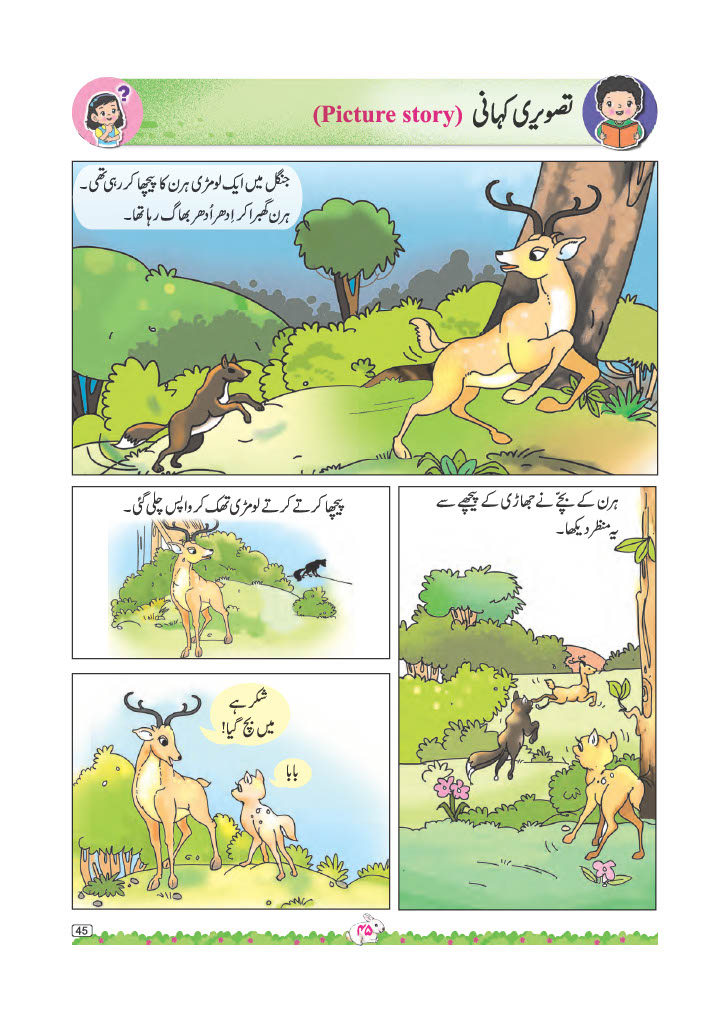 تصویری کہانی (Picture story)
جنگل میں ایک لومڑی ہرن کا پیچھا کر رہی تھی۔
ہرن گھبرا کر اِدھر اُدھر بھاگ رہا تھا۔
ہرن کے بچّے نے جھاڑی کے پیچھے سے
یہ منظر دیکھا۔
پیچھا کرتے کرتے لومڑی تھک کر واپس چلی گئی۔
شکر ہے
میں بچ گیا!
بابا
45
۴۵